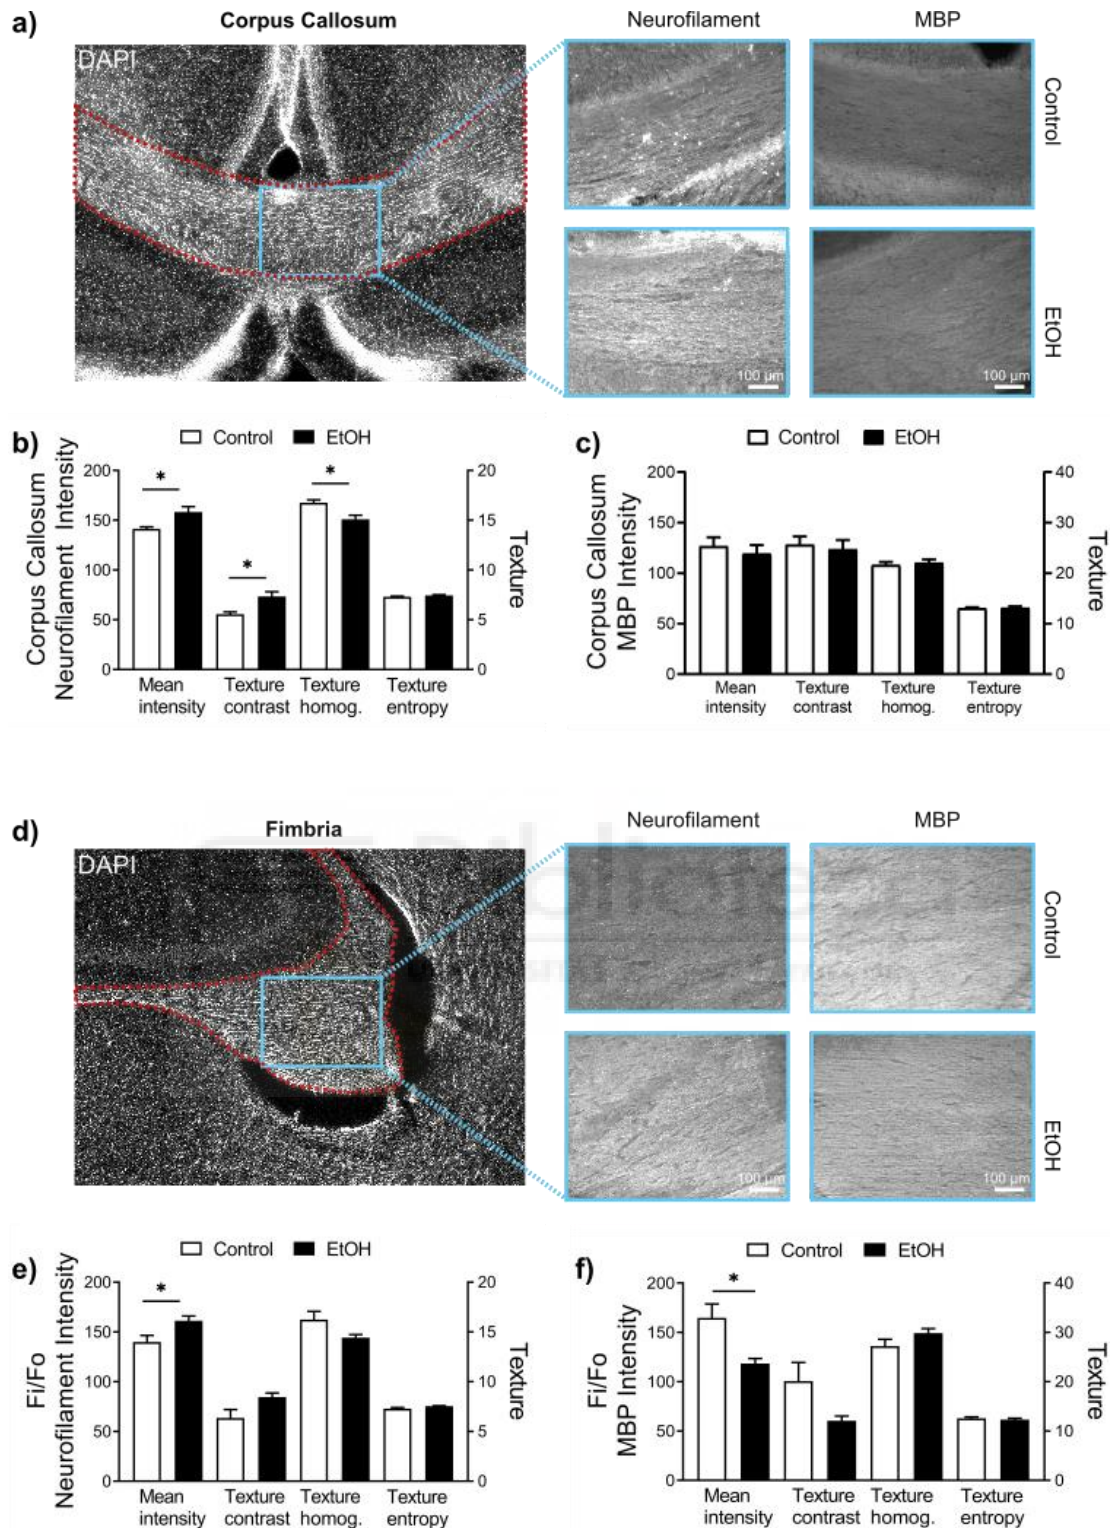 a)
Corpus Callosum
Neurofilament
MBP
DAPI
Control
EtOH
100 µm
100 µm
b)
Control
EtOH
Corpus Callosum
Neurofilament Intensity
200
150
100
50
0
*
*
*
20
15
10
5
0
Texture
Mean
intensity
Texture
contrast
Texture
homog.
Texture
entropy
c)
Control
EtOH
Corpus Callosum
MBP Intensity
200
150
100
50
0
40
30
20
10
0
Texture
Mean
intensity
Texture
contrast
Texture
homog.
Texture
entropy
d)
Fimbria
Neurofilament
MBP
DAPI
Control
EtOH
100 µm
100 µm
e)
Control
EtOH
Fi/Fo
Neurofilament Intensity
200
150
100
50
0
*
20
15
10
5
0
Texture
Mean
intensity
Texture
contrast
Texture
homog.
Texture
entropy
f)
Control
EtOH
Fi/Fo
MBP Intensity
200
150
100
50
0
*
40
30
20
10
0
Texture
Mean
intensity
Texture
contrast
Texture
homog.
Texture
entropy